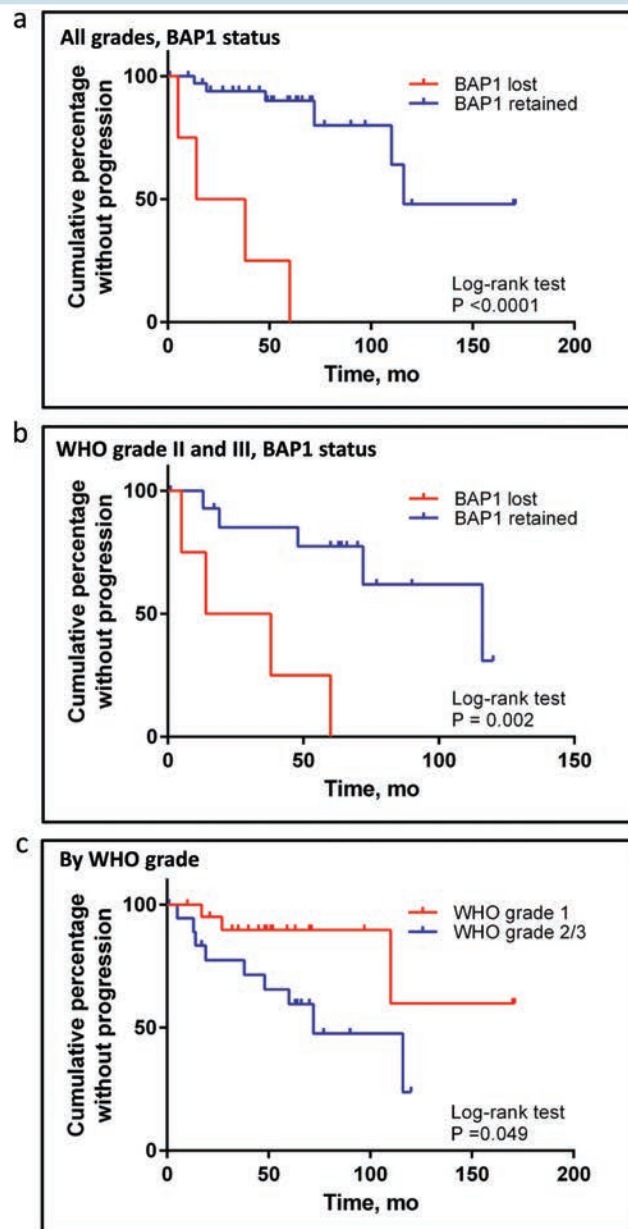 a
All grades, BAP1 status
Cumulative percentage
without progression
100
50
0
BAP1 lost
BAP1 retained
Log-rank test
P <0.0001
0 50 100 150 200
Time, mo
b
WHO grade II and III, BAP1 status
Cumulative percentage
without progression
100
50
0
BAP1 lost
BAP1 retained
Log-rank test
P = 0.002
0 50 100 150
Time, mo
c
By WHO grade
Cumulative percentage
without progression
100
50
0
WHO grade 1
WHO grade 2/3
Log-rank test
P =0.049
0 50 100 150 200
Time, mo